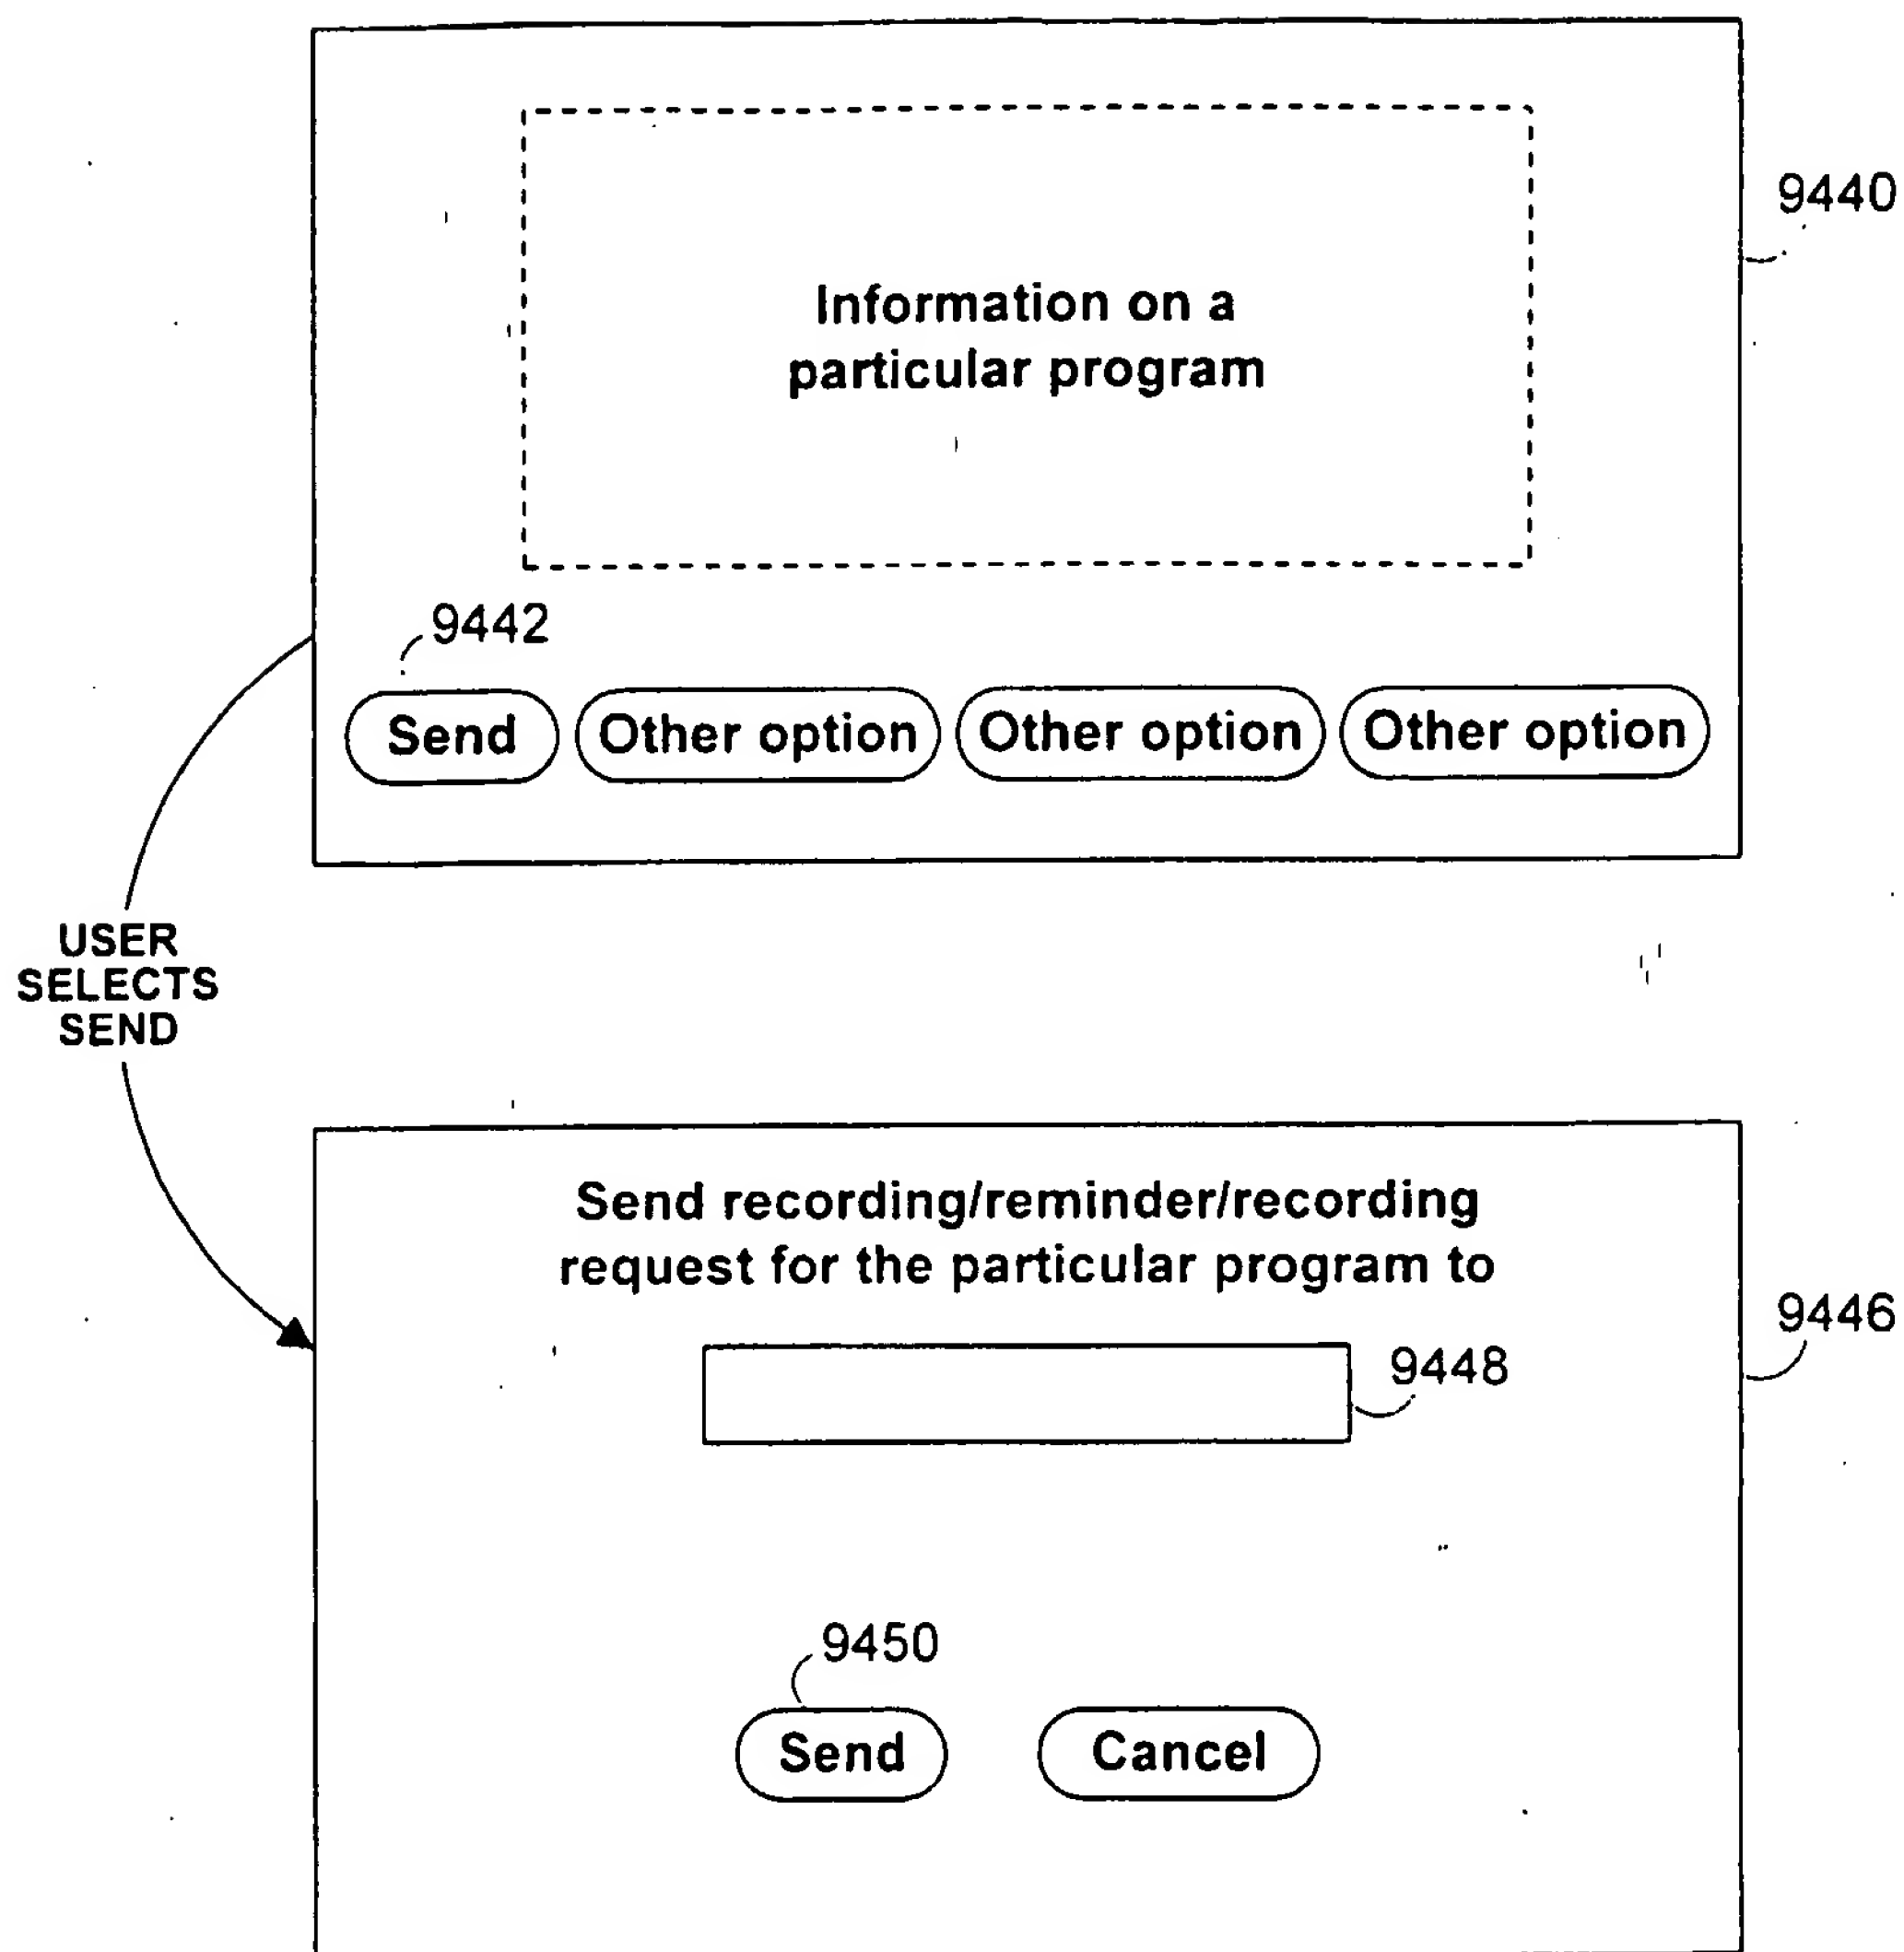 9440
Information on a
particular program
9442
Send Other option Other option Other option
USER
SELECTS
SEND
Send recording/reminder/recording
request for the particular program to
9446
9448
9450
Send Cancel